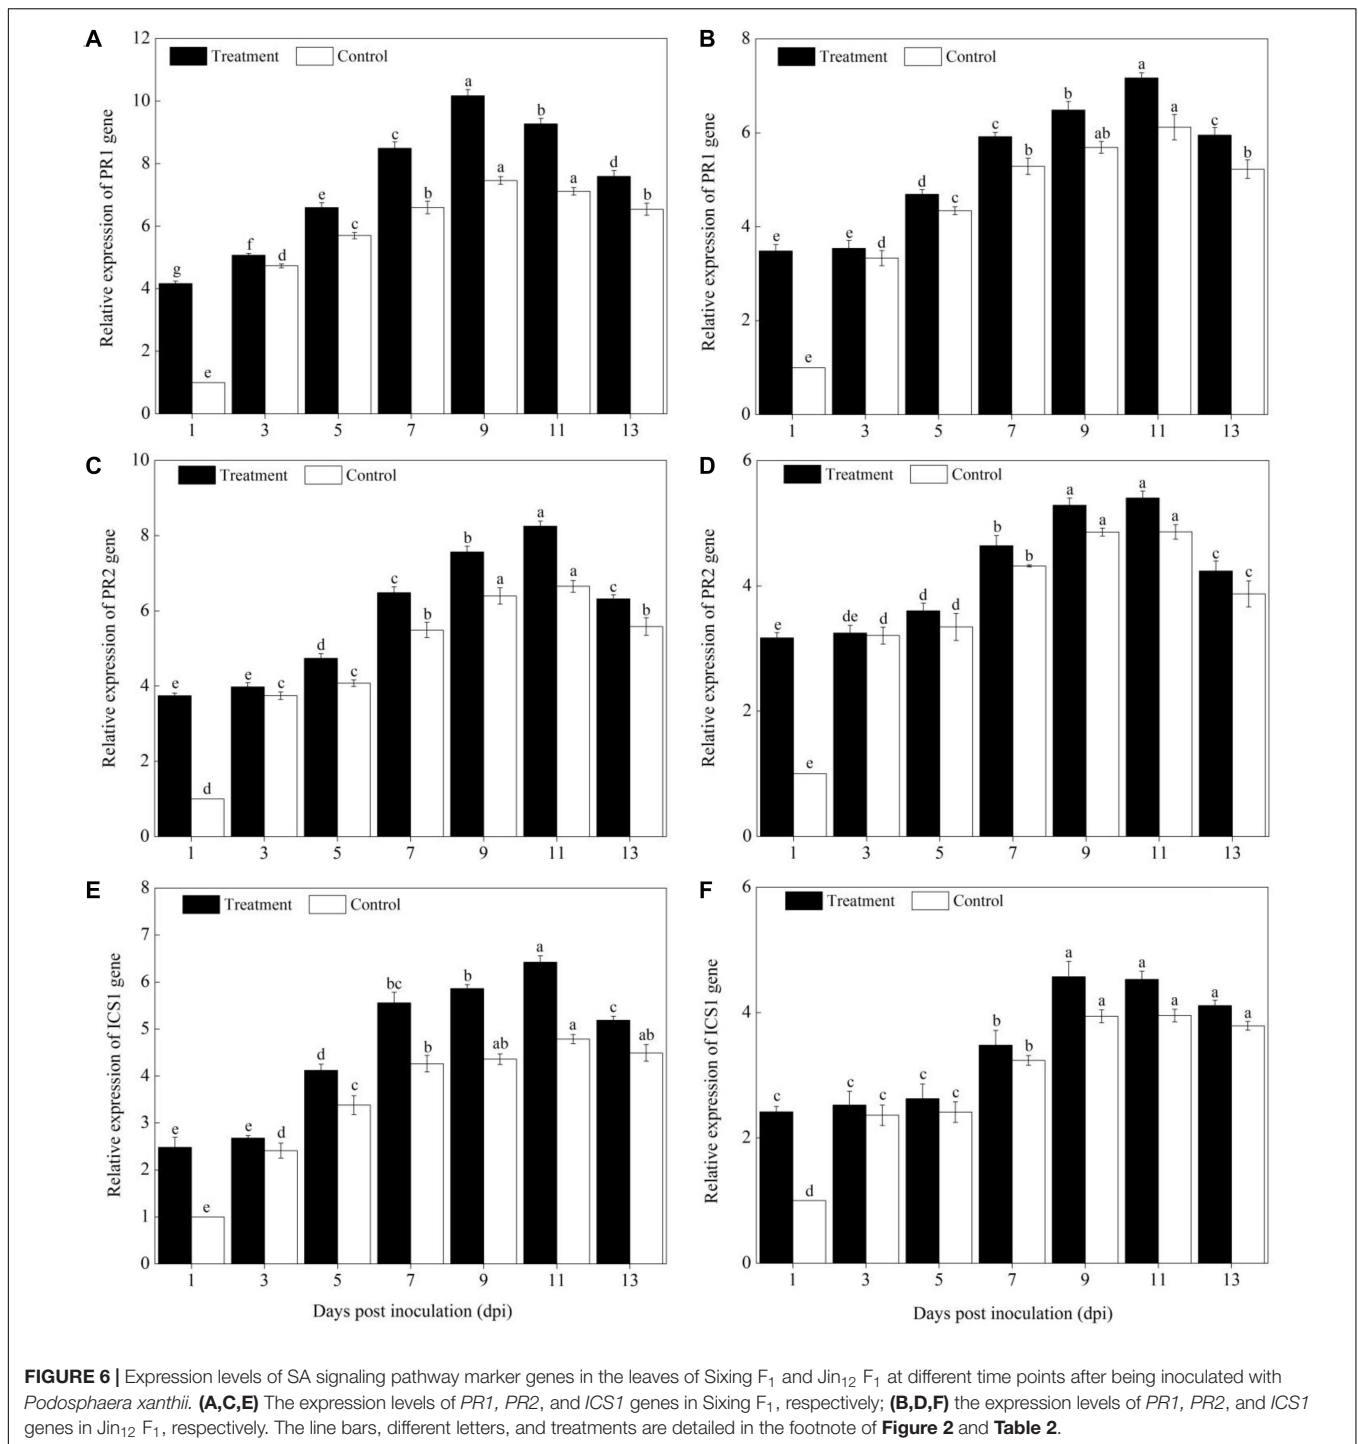 A
Treatment Control
Relative expression of PR1 gene
12
10
8
6
4
2
0
g e f d e c c b a a b a d b
1 3 5 7 9 11 13
B
Treatment Control
Relative expression of PR1 gene
8
6
4
2
0
e e e d d c c b b ab a a c b
1 3 5 7 9 11 13
C
Treatment Control
Relative expression of PR2 gene
10
8
6
4
2
0
e d e c d c c b b a a a c b
1 3 5 7 9 11 13
D
Treatment Control
Relative expression of PR2 gene
6
4
2
0
e e de d d d b b a a a a c c
1 3 5 7 9 11 13
E
Treatment Control
Relative expression of ICS1 gene
8
7
6
5
4
3
2
1
0
e e e d d c bc b b ab a a c ab
1 3 5 7 9 11 13
Days post inoculation (dpi)
F
Treatment Control
Relative expression of ICS1 gene
6
4
2
0
c d c c c c b b a a a a a a
1 3 5 7 9 11 13
Days post inoculation (dpi)
FIGURE 6 | Expression levels of SA signaling pathway marker genes in the leaves of Sixing F₁ and Jin₁₂ F₁ at different time points after being inoculated with
Podosphaera xanthii. (A,C,E) The expression levels of PR1, PR2, and ICS1 genes in Sixing F₁, respectively; (B,D,F) the expression levels of PR1, PR2, and ICS1
genes in Jin₁₂ F₁, respectively. The line bars, different letters, and treatments are detailed in the footnote of Figure 2 and Table 2.